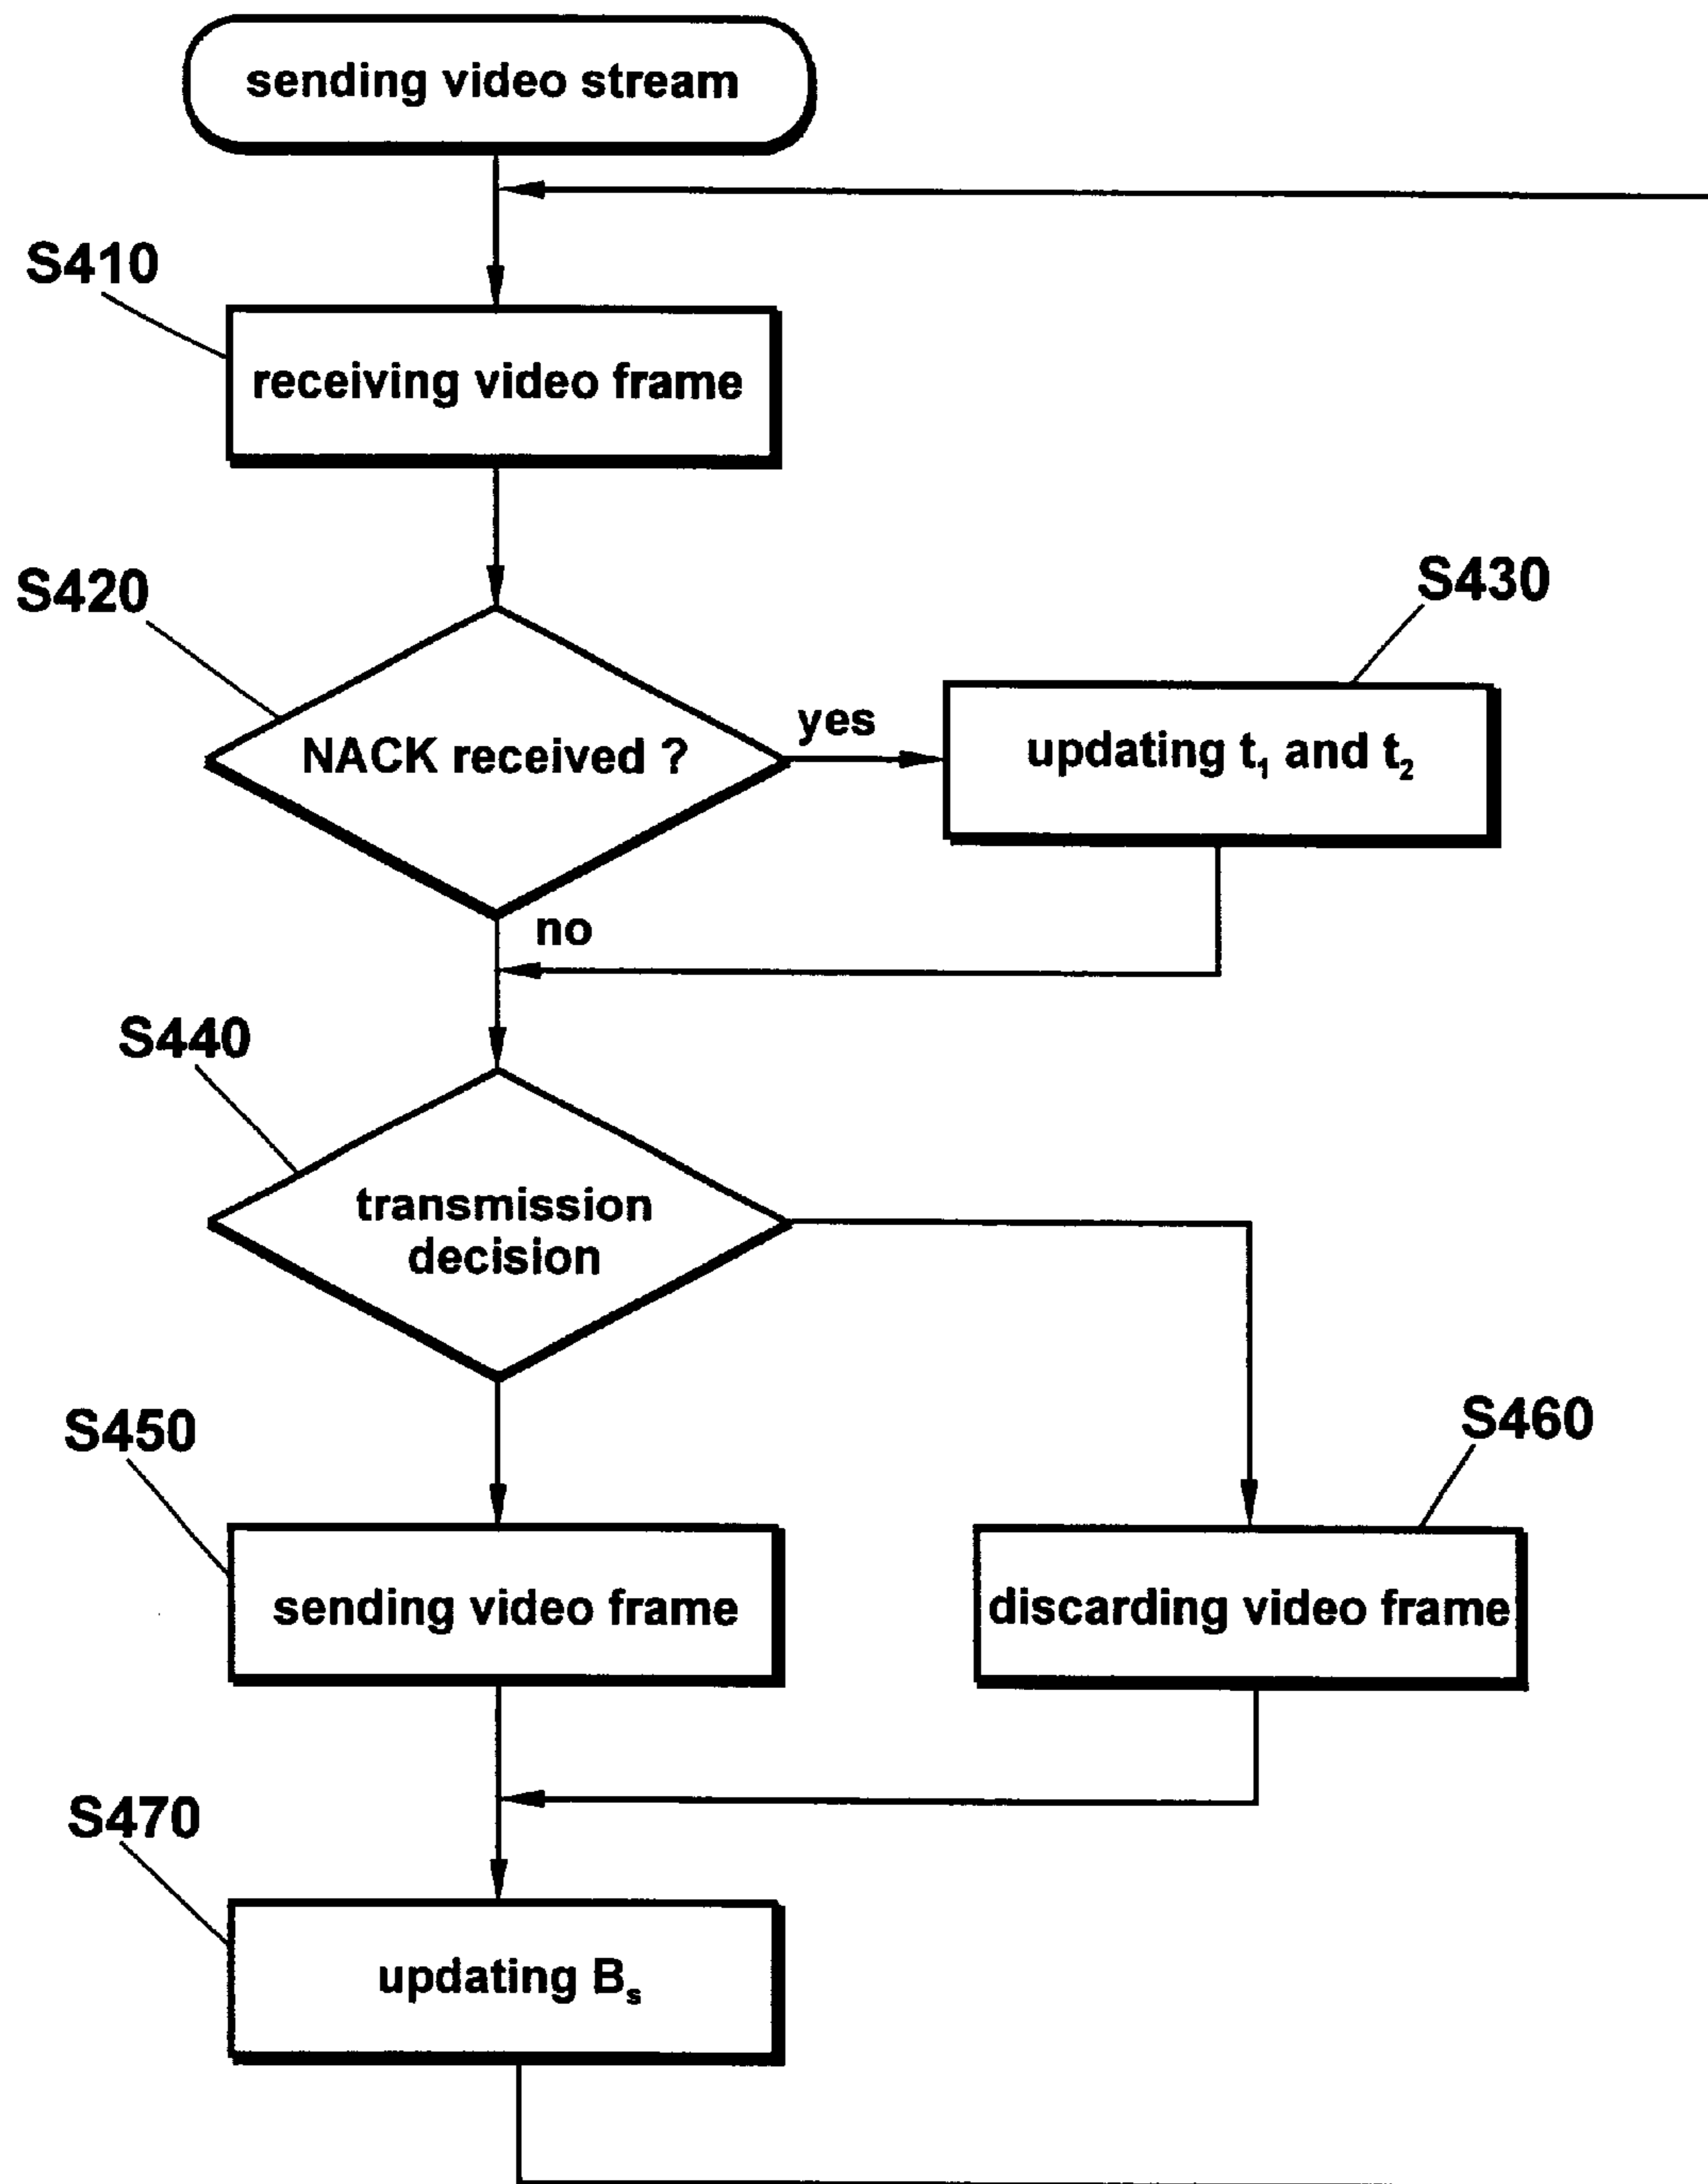 sending video stream
S410
receiving video frame
S420
S430
NACK received ?
yes
updating t₁ and t₂
no
S440
transmission
decision
S450
S460
sending video frame
discarding video frame
S470
updating Bₛ